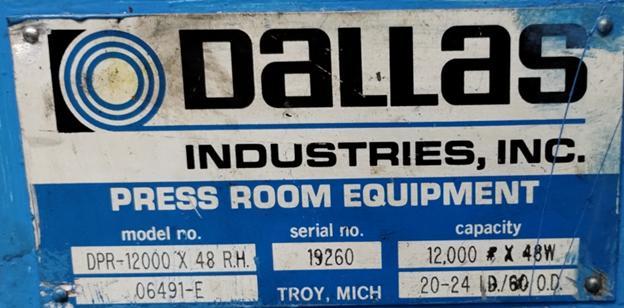 DALLAS
INDUSTRIES, INC.
PRESS ROOM EQUIPMENT
model no. serial no. capacity
DPR-12000 X 48 R.H. 19260 12,000 # X 48W
06491-E TROY, MICH 20-24 I.D./60 O.D.